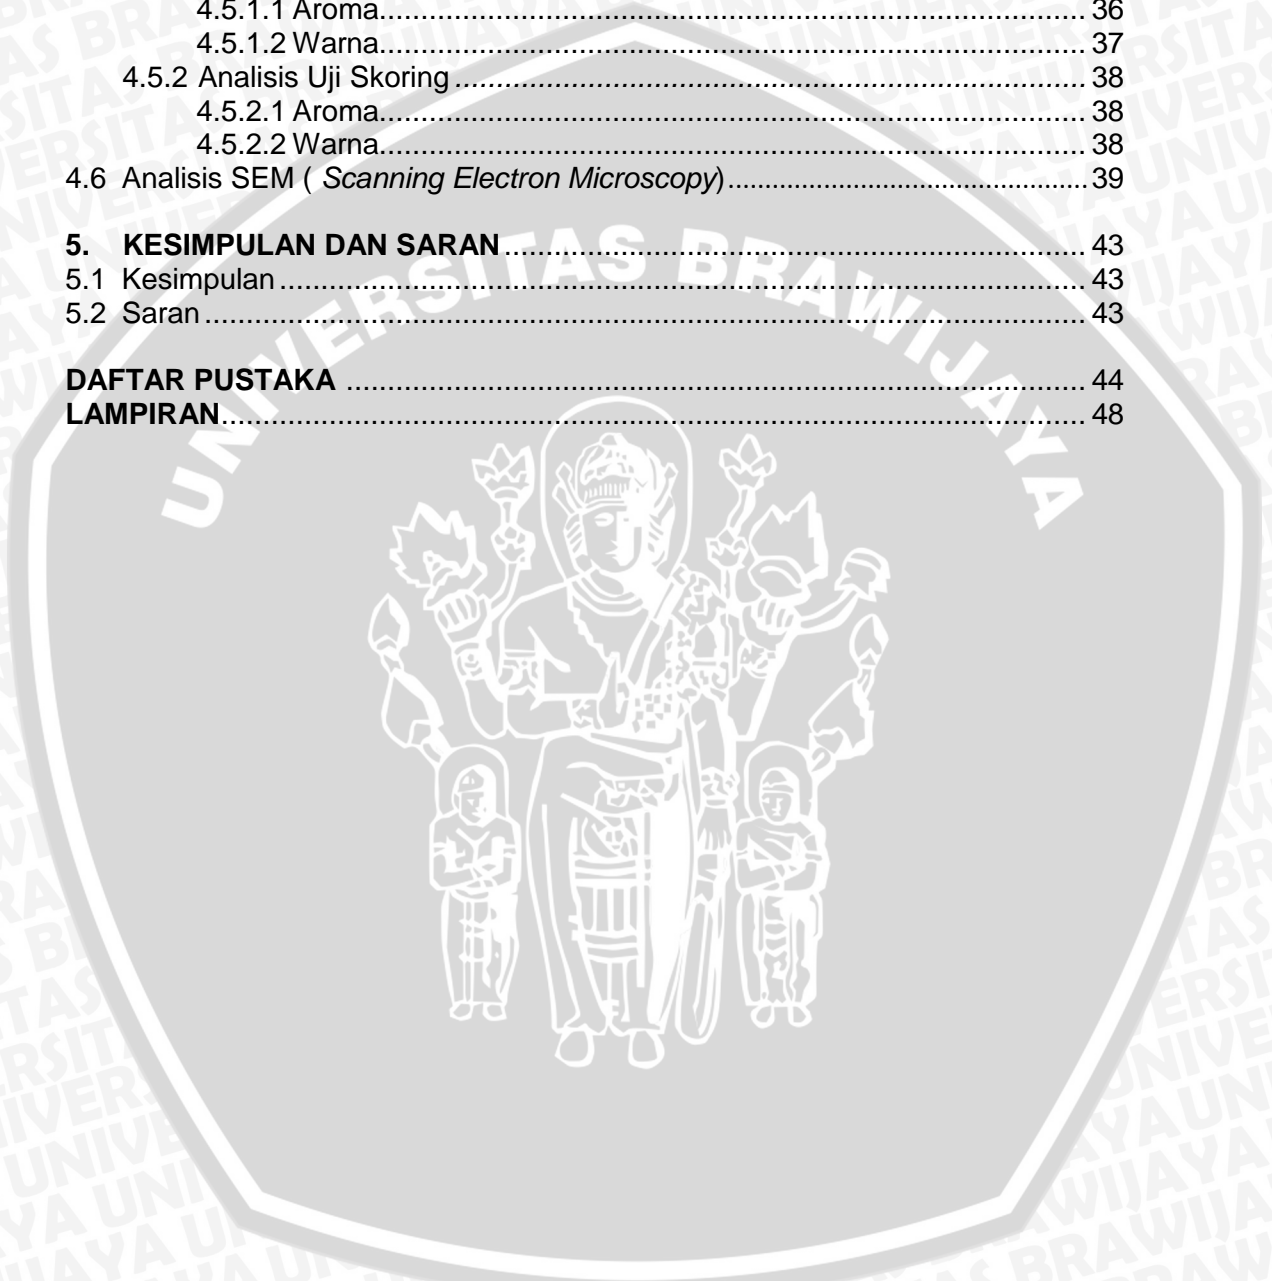 4.5.1.1 Aroma........................................................................................ 36
4.5.1.2 Warna........................................................................................ 37
4.5.2 Analisis Uji Skoring ............................................................................. 38
4.5.2.1 Aroma........................................................................................ 38
4.5.2.2 Warna........................................................................................ 38
4.6 Analisis SEM ( Scanning Electron Microscopy)............................................ 39
5. KESIMPULAN DAN SARAN ....................................................................... 43
5.1 Kesimpulan .................................................................................................. 43
5.2 Saran ........................................................................................................... 43
DAFTAR PUSTAKA .......................................................................................... 44
LAMPIRAN......................................................................................................... 48
UNIVERSITAS BRAWIJAYA